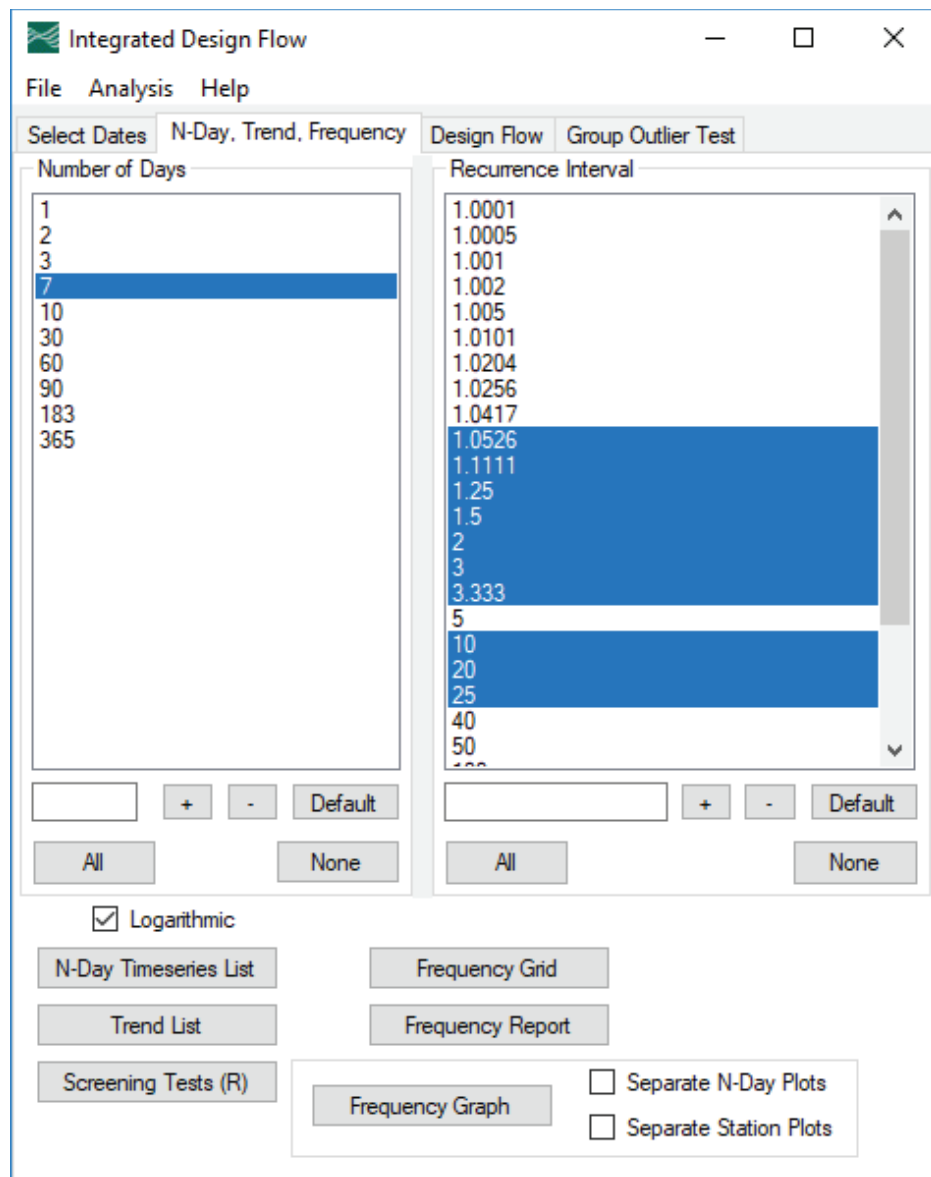 Integrated Design Flow
File Analysis Help
Select Dates N-Day, Trend, Frequency Design Flow Group Outlier Test
Number of Days
1
2
3
7
10
30
60
90
183
365
+ - Default
All None
Recurrence Interval
1.0001
1.0005
1.001
1.002
1.005
1.0101
1.0204
1.0256
1.0417
1.0526
1.1111
1.25
1.5
2
3
3.333
5
10
20
25
40
50
+ - Default
All None
Logarithmic
N-Day Timeseries List
Trend List
Screening Tests (R)
Frequency Grid
Frequency Report
Frequency Graph
Separate N-Day Plots
Separate Station Plots